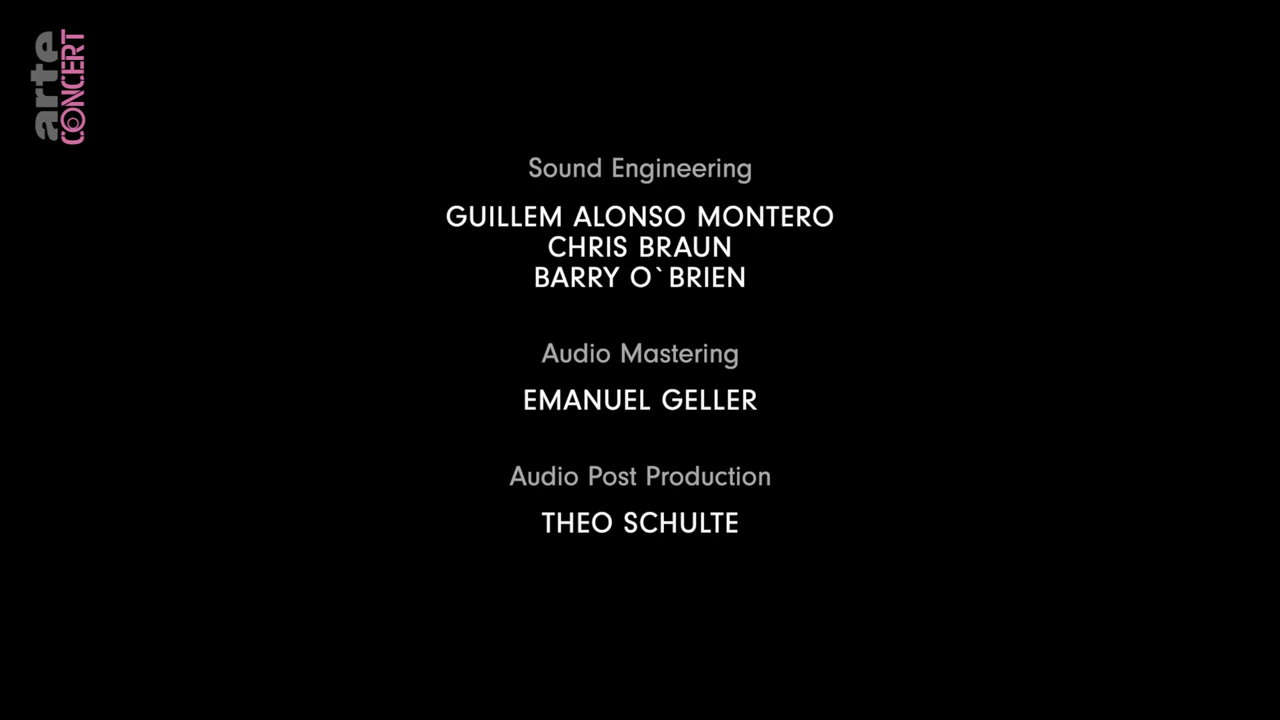 arte
CONCERT
Sound Engineering
GUILLEM ALONSO MONTERO
CHRIS BRAUN
BARRY O`BRIEN
Audio Mastering
EMANUEL GELLER
Audio Post Production
THEO SCHULTE